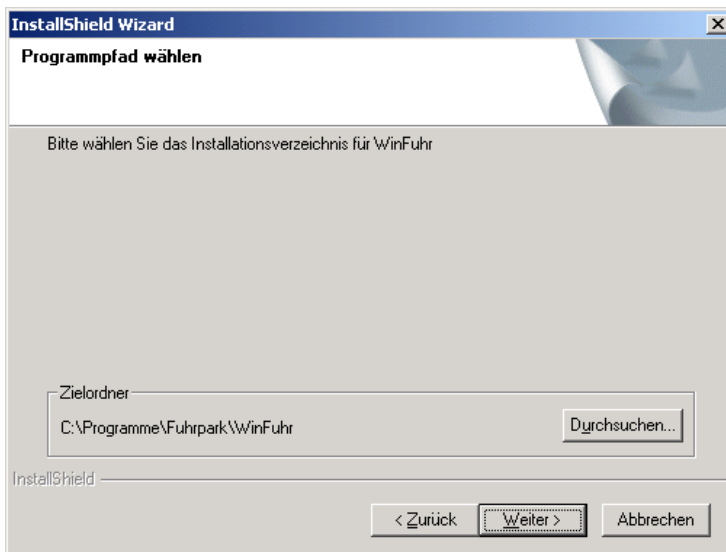 InstallShield Wizard
Programmpfad wählen
Bitte wählen Sie das Installationsverzeichnis für WinFuhr
Zielordner
C:\Programme\Fuhrpark\WinFuhr
Durchsuchen...
InstallShield
< Zurück
Weiter >
Abbrechen